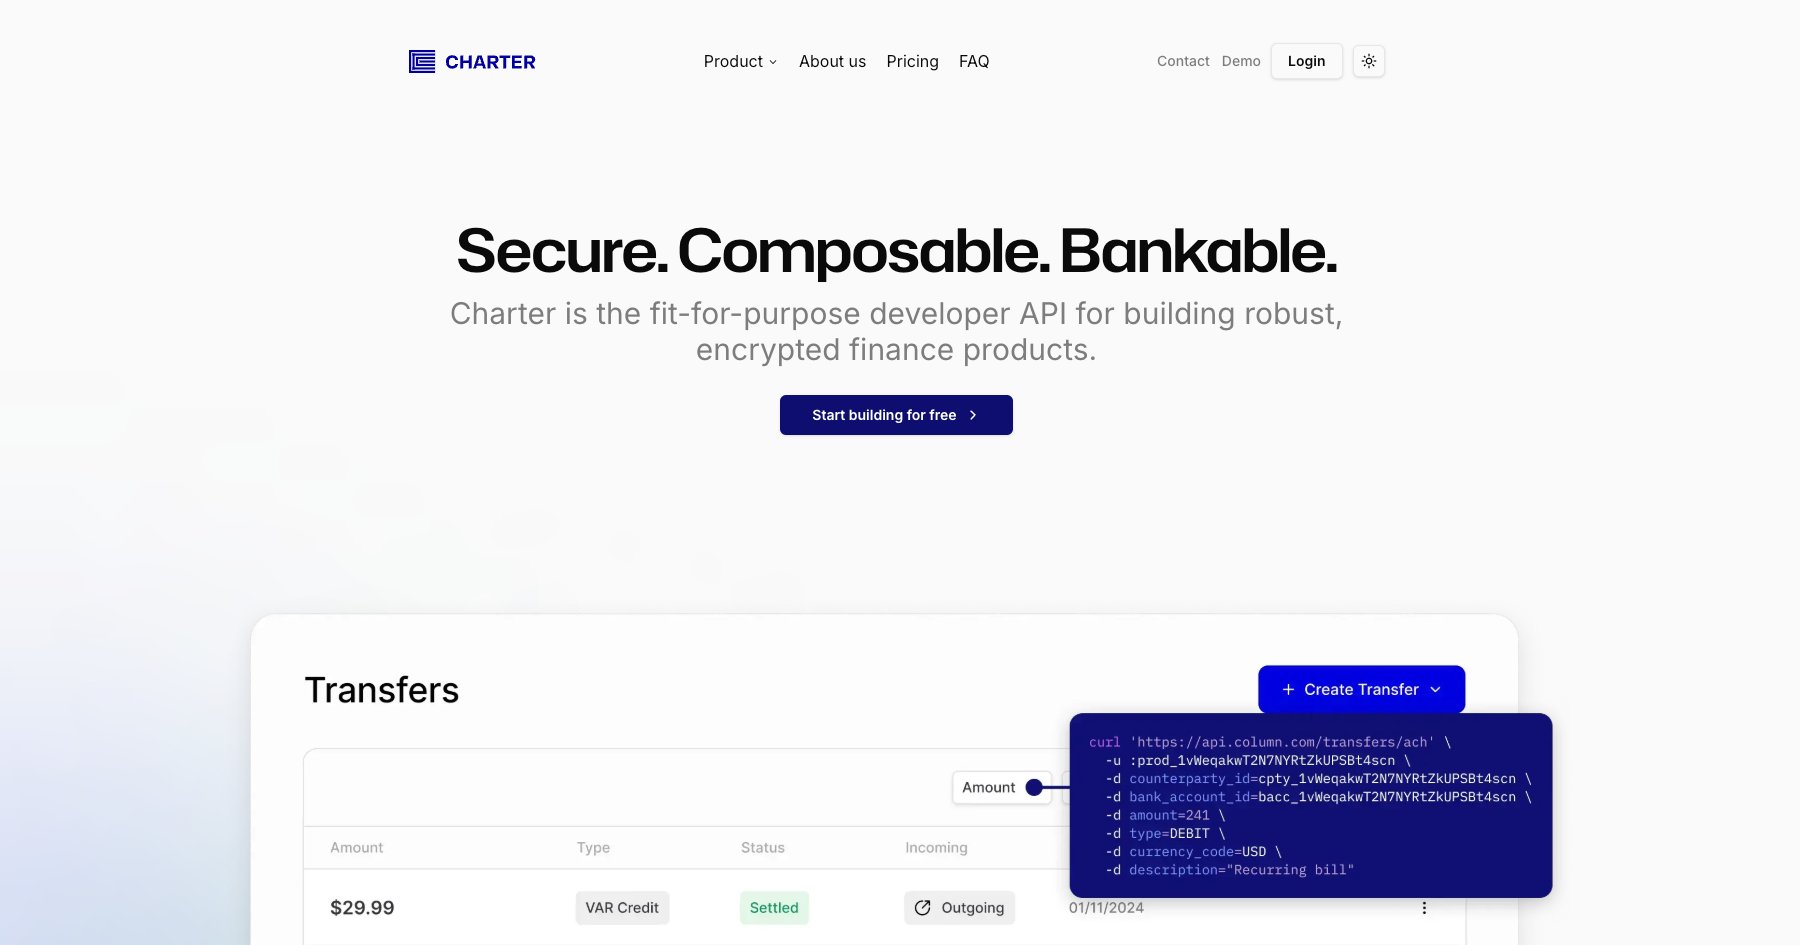 CHARTER
Product
About us
Pricing
FAQ
Contact
Demo
Login
Secure. Composable. Bankable.
Charter is the fit-for-purpose developer API for building robust,
encrypted finance products.
Start building for free
Transfers
+ Create Transfer
curl 'https://api.column.com/transfers/ach' \
-u :prod_1vWeqakwT2N7NYRtZkUPSBt4scn \
-d counterparty_id=cpty_1vWeqakwT2N7NYRtZkUPSBt4scn \
-d bank_account_id=bacc_1vWeqakwT2N7NYRtZkUPSBt4scn \
-d amount=241 \
-d type=DEBIT \
-d currency_code=USD \
-d description="Recurring bill"
Amount
Amount Type Status Incoming
$29.99 VAR Credit Settled Outgoing 01/11/2024